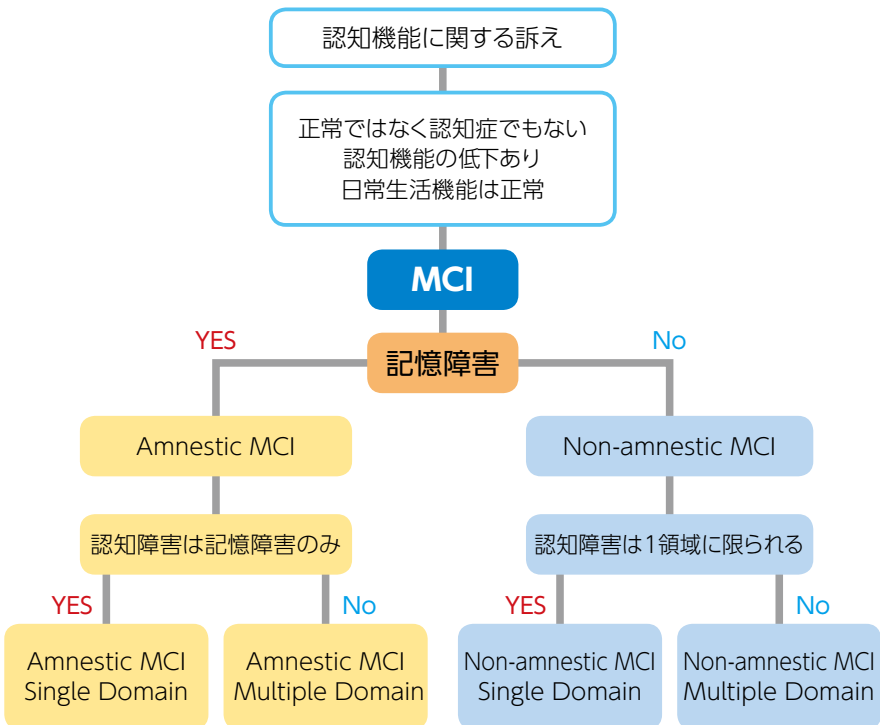 認知機能に関する訴え
正常ではなく認知症でもない
認知機能の低下あり
日常生活機能は正常
MCI
YES
記憶障害
No
Amnestic MCI
Non-amnestic MCI
認知障害は記憶障害のみ
認知障害は1領域に限られる
YES
No
YES
No
Amnestic MCI
Single Domain
Amnestic MCI
Multiple Domain
Non-amnestic MCI
Single Domain
Non-amnestic MCI
Multiple Domain